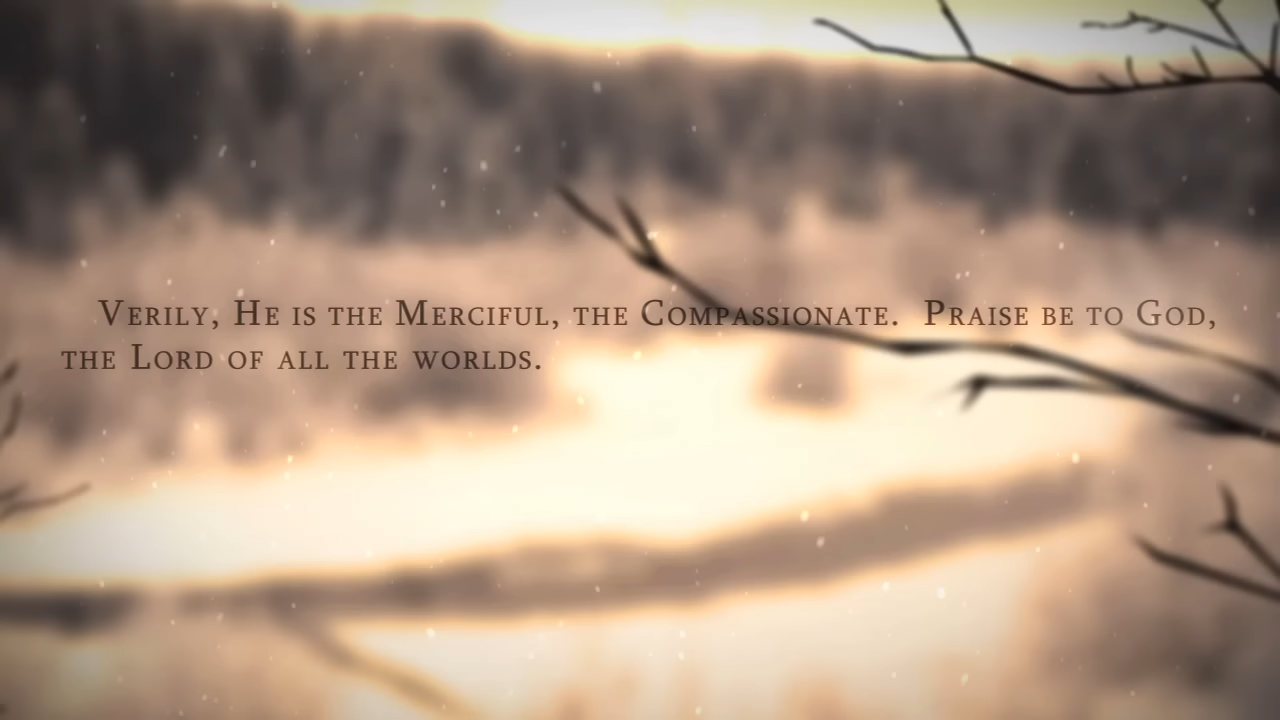 Verily, He is the Merciful, the Compassionate.  Praise be to God,
the Lord of all the worlds.